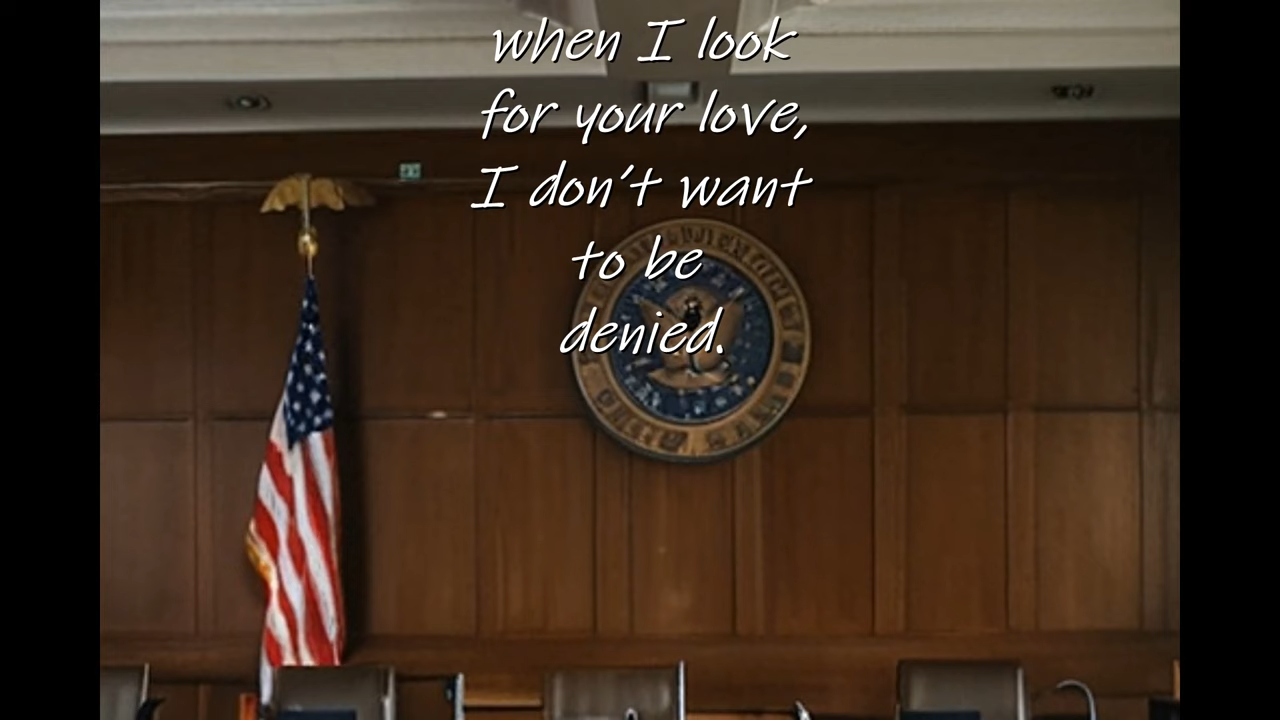 when I look
for your love,
I don't want
to be
denied.